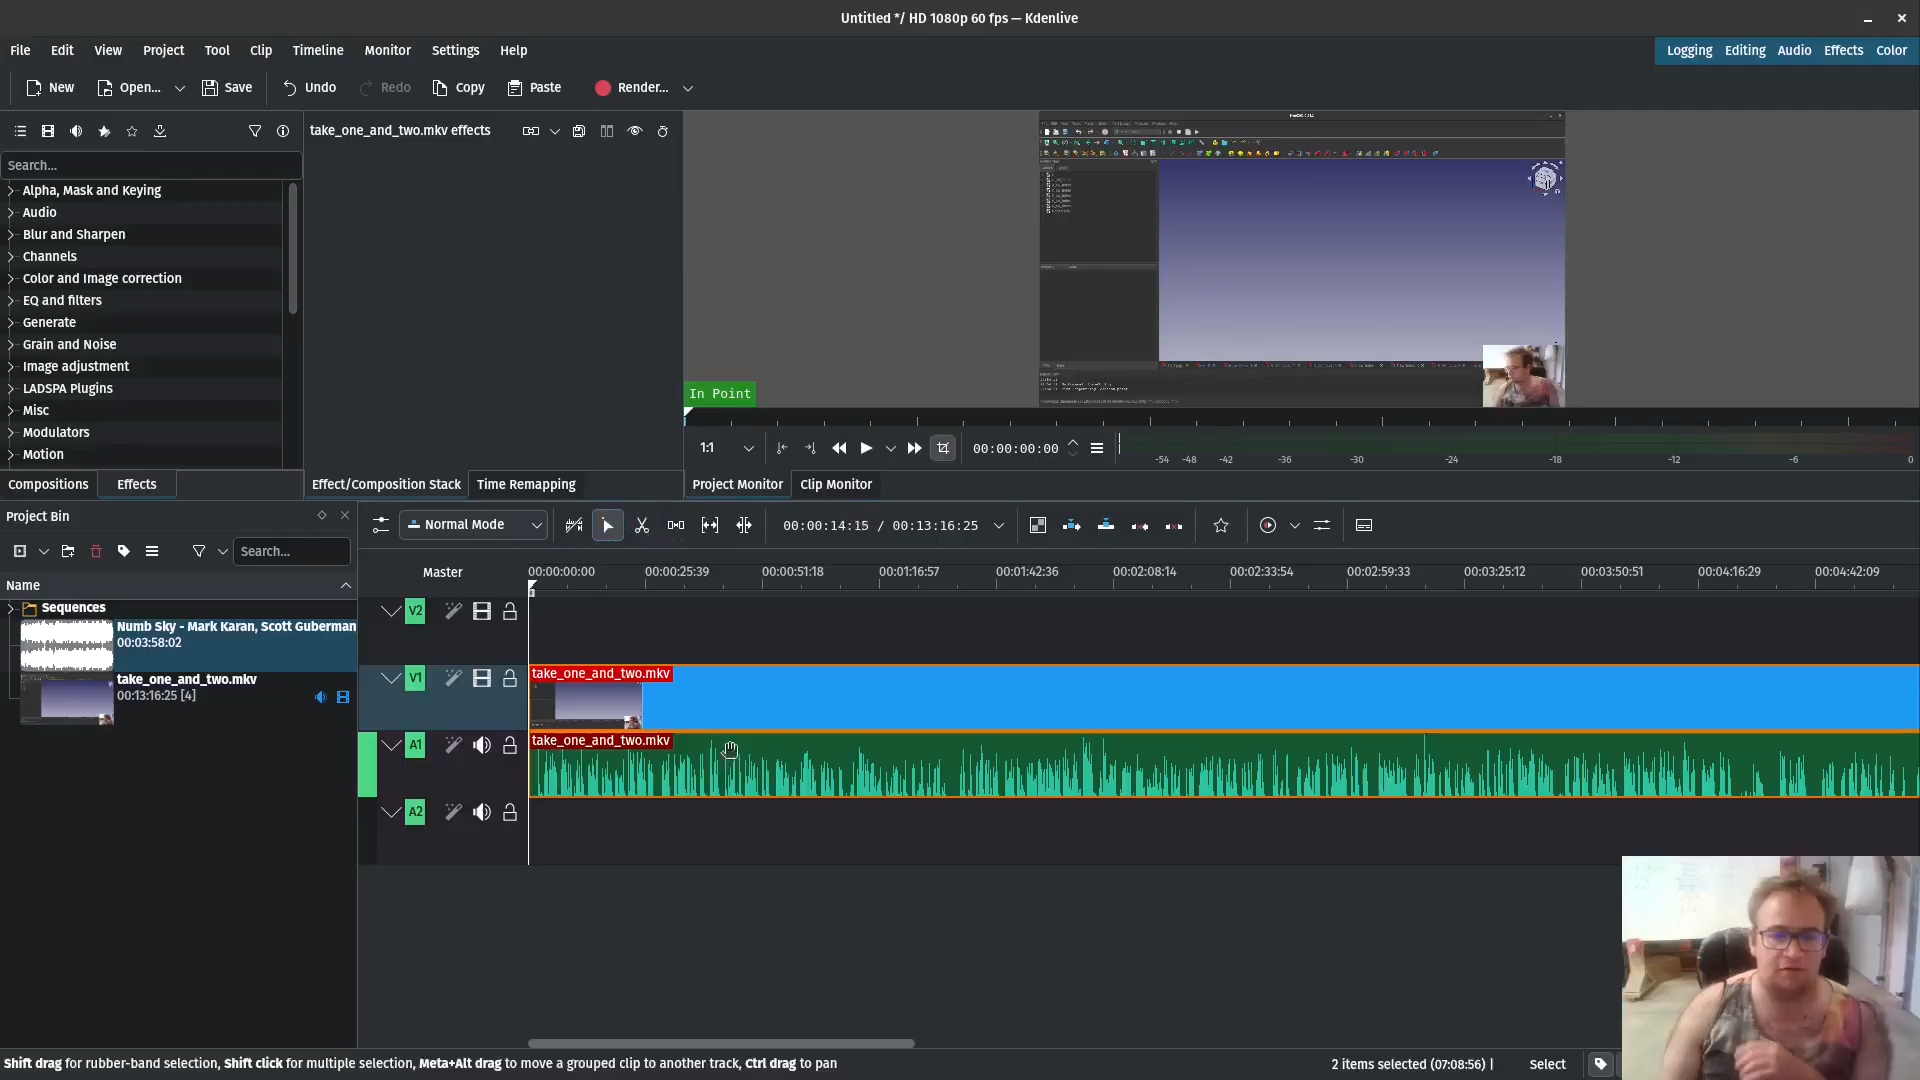 Untitled */ HD 1080p 60 fps — Kdenlive
File Edit View Project Tool Clip Timeline Monitor Settings Help
Logging Editing Audio Effects Color
New Open... Save Undo Redo Copy Paste Render...
take_one_and_two.mkv effects
Search...
Alpha, Mask and Keying
Audio
Blur and Sharpen
Channels
Color and Image correction
EQ and filters
Generate
Grain and Noise
Image adjustment
LADSPA Plugins
Misc
Modulators
Motion
In Point
1:1 00:00:00:00
-54 -48 -42 -36 -30 -24 -18 -12 -6 0
Compositions Effects Effect/Composition Stack Time Remapping Project Monitor Clip Monitor
Project Bin
Normal Mode 00:00:14:15 / 00:13:16:25
Search...
Master 00:00:00:00 00:00:25:39 00:00:51:18 00:01:16:57 00:01:42:36 00:02:08:14 00:02:33:54 00:02:59:33 00:03:25:12 00:03:50:51 00:04:16:29 00:04:42:09
Name
Sequences
Numb Sky - Mark Karan, Scott Guberman
00:03:58:02
take_one_and_two.mkv
00:13:16:25 [4]
V2
V1 take_one_and_two.mkv
A1 take_one_and_two.mkv
A2
Shift drag for rubber-band selection, Shift click for multiple selection, Meta+Alt drag to move a grouped clip to another track, Ctrl drag to pan
2 items selected (07:08:56) | Select